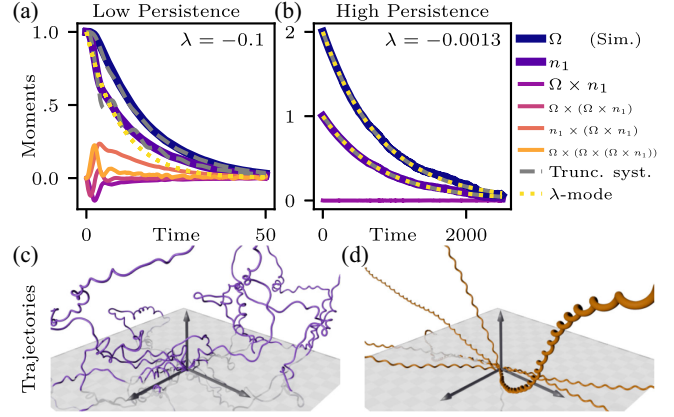 (a) Low Persistence
(b) High Persistence
λ = −0.1
λ = −0.0013
Moments
1.0
.5
0.0
0
Time
50
2
1
0
0
Time
2000
Ω (Sim.)
n₁
Ω × n₁
Ω × (Ω × n₁)
n₁ × (Ω × n₁)
Ω × (Ω × (Ω × n₁))
Trunc. syst.
λ-mode
(c)
(d)
Trajectories